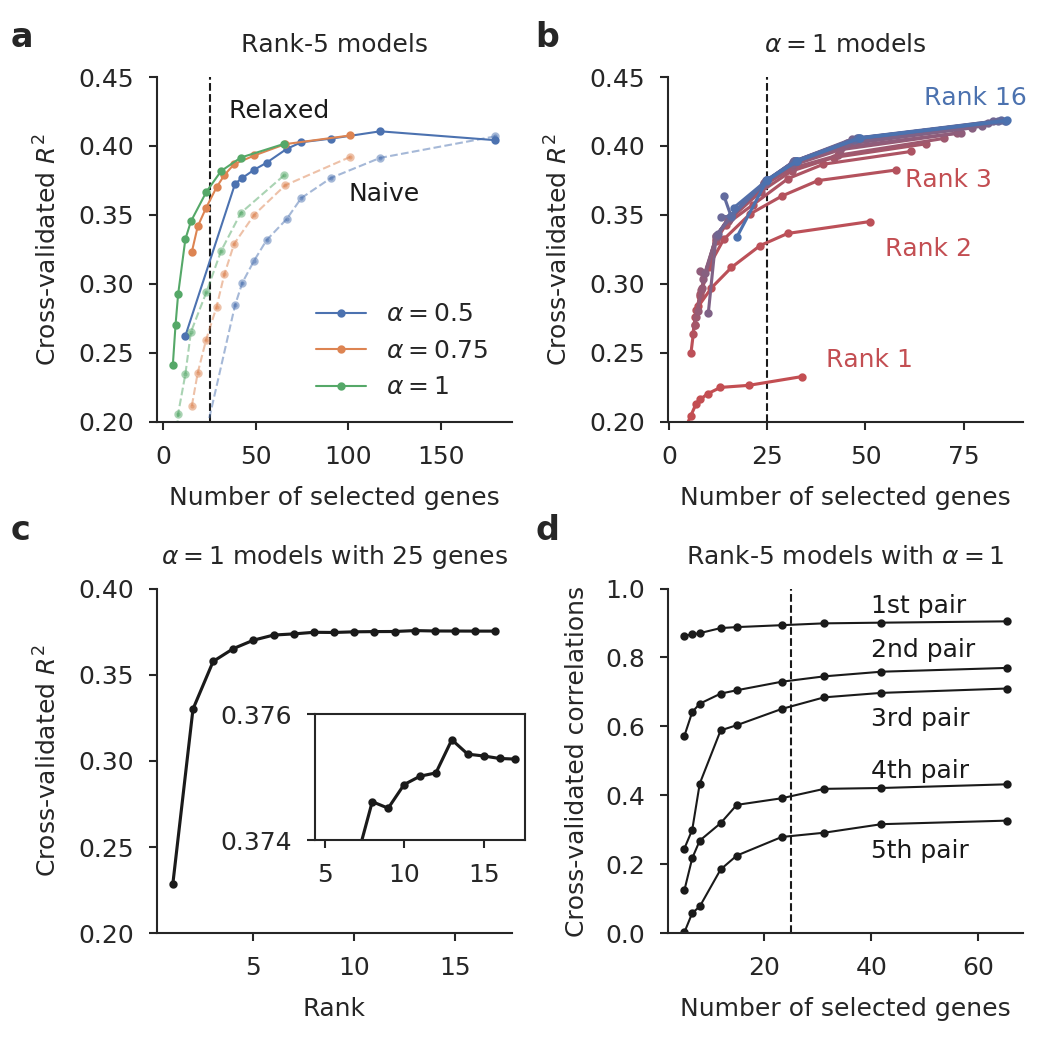 a
Rank-5 models
Cross-validated R²
0.45
0.40
0.35
0.30
0.25
0.20
Relaxed
Naive
α = 0.5
α = 0.75
α = 1
0 50 100 150
Number of selected genes
b
α = 1 models
Cross-validated R²
0.45
0.40
0.35
0.30
0.25
0.20
Rank 16
Rank 3
Rank 2
Rank 1
0 25 50 75
Number of selected genes
c
α = 1 models with 25 genes
Cross-validated R²
0.40
0.35
0.30
0.25
0.20
0.376
0.374
5 10 15
5 10 15
Rank
d
Rank-5 models with α = 1
Cross-validated correlations
1.0
0.8
0.6
0.4
0.2
0.0
1st pair
2nd pair
3rd pair
4th pair
5th pair
20 40 60
Number of selected genes